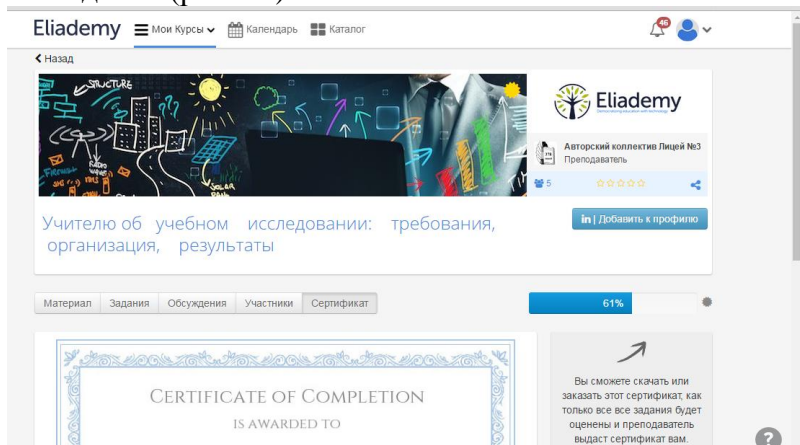 Eliademy
Мои Курсы
Календарь
Каталог
46
Назад
STRUCTURE
FIREWALL
SOLAR
Eliademy
Авторский коллектив Лицей №3
Преподаватель
5
in | Добавить к профилю
Учителю об учебном исследовании: требования,
организация, результаты
Материал
Задания
Обсуждения
Участники
Сертификат
61%
CERTIFICATE OF COMPLETION
IS AWARDED TO
Вы сможете скачать или
заказать этот сертификат, как
только все все задания будет
оценены и преподаватель
выдаст сертификат вам.
?